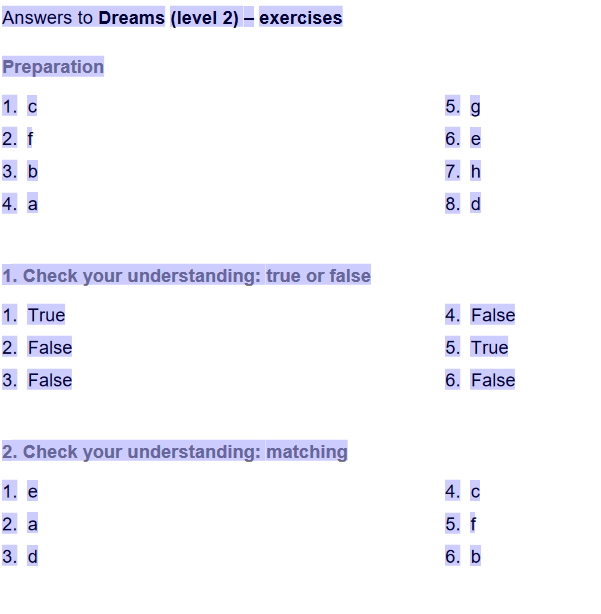 Answers to Dreams (level 2) – exercises
Preparation
1. c
2. f
3. b
4. a
5. g
6. e
7. h
8. d
1. Check your understanding: true or false
1. True
2. False
3. False
4. False
5. True
6. False
2. Check your understanding: matching
1. e
2. a
3. d
4. c
5. f
6. b